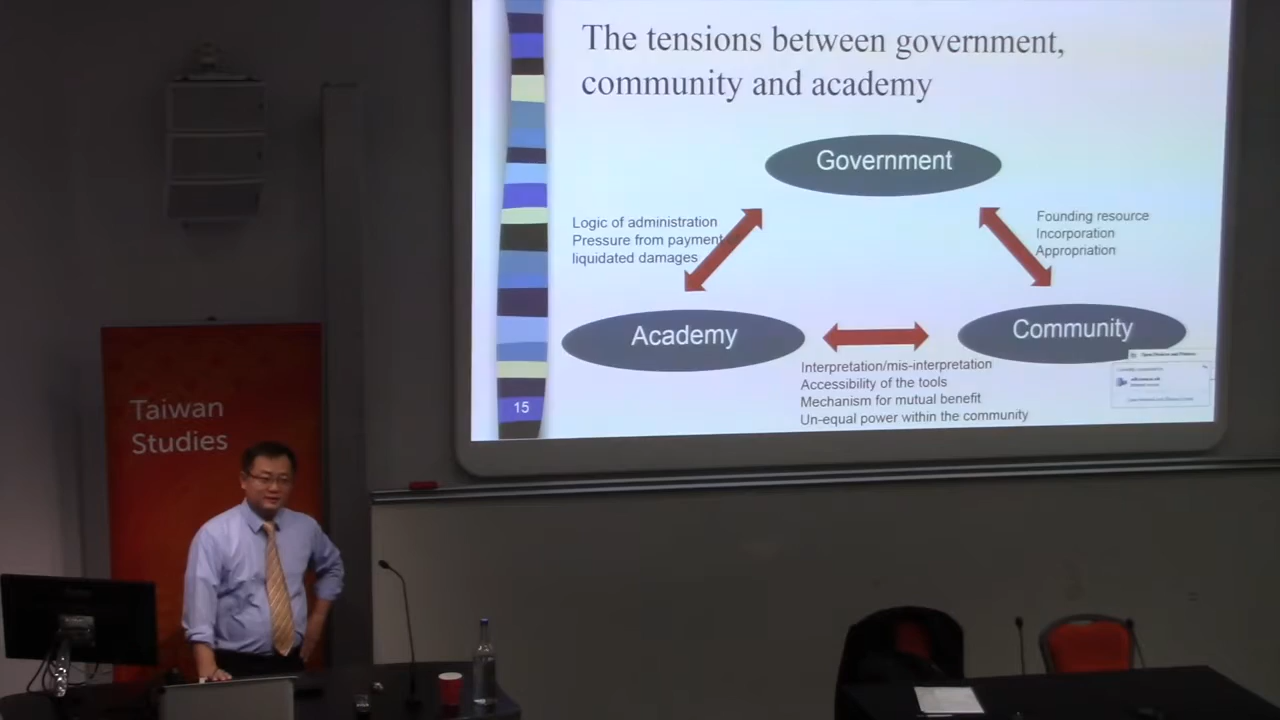 The tensions between government,
community and academy
Government
Logic of administration
Pressure from payment
liquidated damages
Founding resource
Incorporation
Appropriation
Academy
Community
Interpretation/mis-interpretation
Accessibility of the tools
Mechanism for mutual benefit
Un-equal power within the community
15
Taiwan
Studies